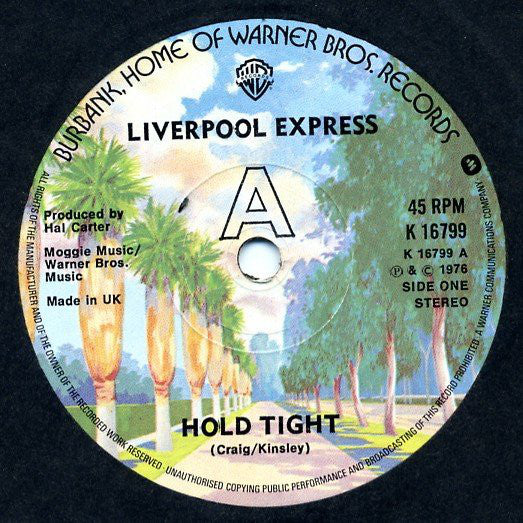 BURBANK, HOME OF WARNER BROS. RECORDS
LIVERPOOL EXPRESS
A
Produced by
Hal Carter
Moggie Music/
Warner Bros.
Music
Made in UK
45 RPM
K 16799
K 16799 A
Ⓟ & © 1976
SIDE ONE
STEREO
HOLD TIGHT
(Craig/Kinsley)
ALL RIGHTS OF THE MANUFACTURER AND OF THE OWNER OF THE RECORDED WORK RESERVED · UNAUTHORISED COPYING PUBLIC PERFORMANCE AND BROADCASTING OF THIS RECORD PROHIBITED · A WARNER COMMUNICATIONS COMPANY